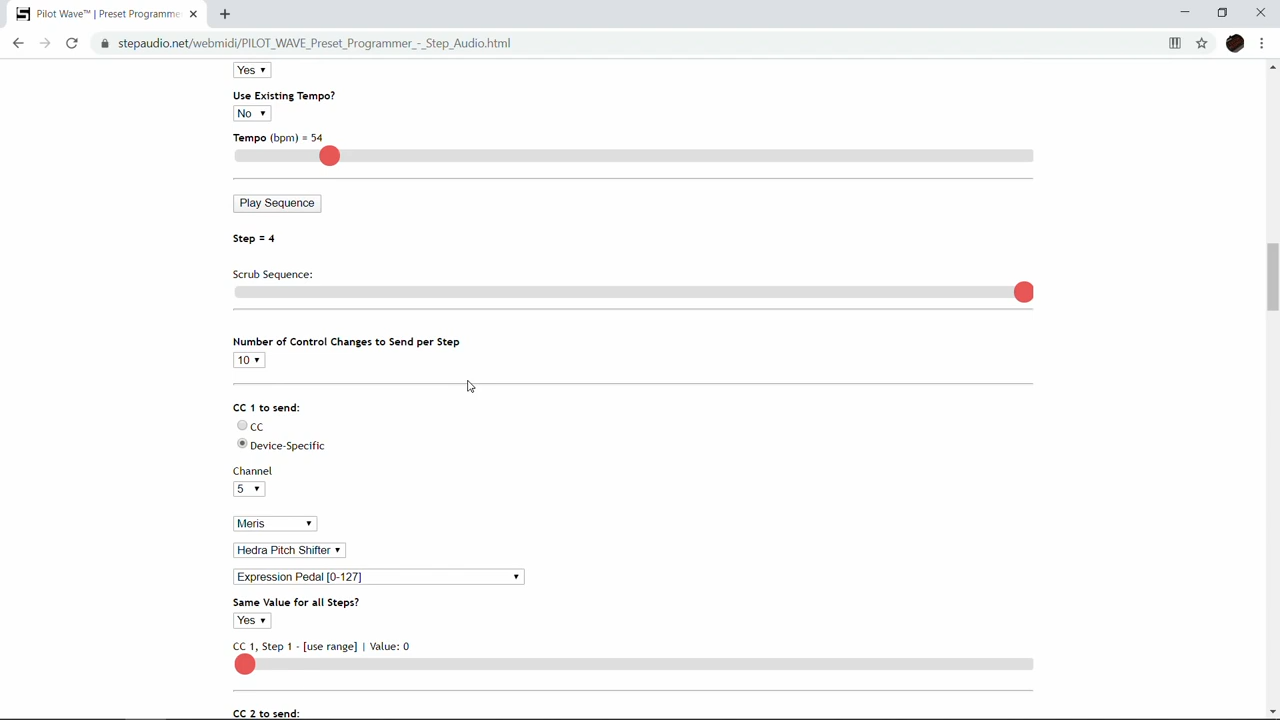 Pilot Wave™ | Preset Programme
stepaudio.net/webmidi/PILOT_WAVE_Preset_Programmer_-_Step_Audio.html
Yes
Use Existing Tempo?
No
Tempo (bpm) = 54
Play Sequence
Step = 4
Scrub Sequence:
Number of Control Changes to Send per Step
10
CC 1 to send:
CC
Device-Specific
Channel
5
Meris
Hedra Pitch Shifter
Expression Pedal [0-127]
Same Value for all Steps?
Yes
CC 1, Step 1 - [use range] | Value: 0
CC 2 to send: